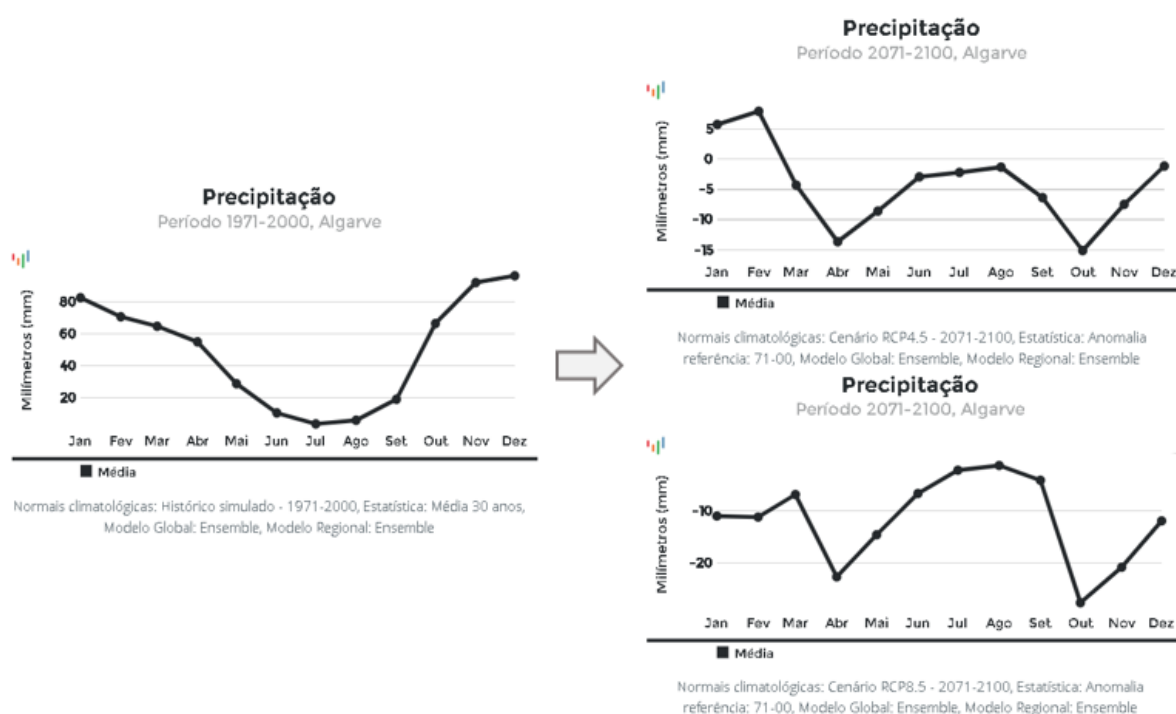 Precipitação
Período 1971-2000, Algarve
Milímetros (mm)
80
60
40
20
Jan Fev Mar Abr Mai Jun Jul Ago Set Out Nov Dez
Média
Normais climatológicas: Histórico simulado - 1971-2000, Estatística: Média 30 anos,
Modelo Global: Ensemble, Modelo Regional: Ensemble
Precipitação
Período 2071-2100, Algarve
Milímetros (mm)
5
0
-5
-10
-15
Jan Fev Mar Abr Mai Jun Jul Ago Set Out Nov Dez
Média
Normais climatológicas: Cenário RCP4.5 - 2071-2100, Estatística: Anomalia
referência: 71-00, Modelo Global: Ensemble, Modelo Regional: Ensemble
Precipitação
Período 2071-2100, Algarve
Milímetros (mm)
-10
-20
Jan Fev Mar Abr Mai Jun Jul Ago Set Out Nov Dez
Média
Normais climatológicas: Cenário RCP8.5 - 2071-2100, Estatística: Anomalia
referência: 71-00, Modelo Global: Ensemble, Modelo Regional: Ensemble